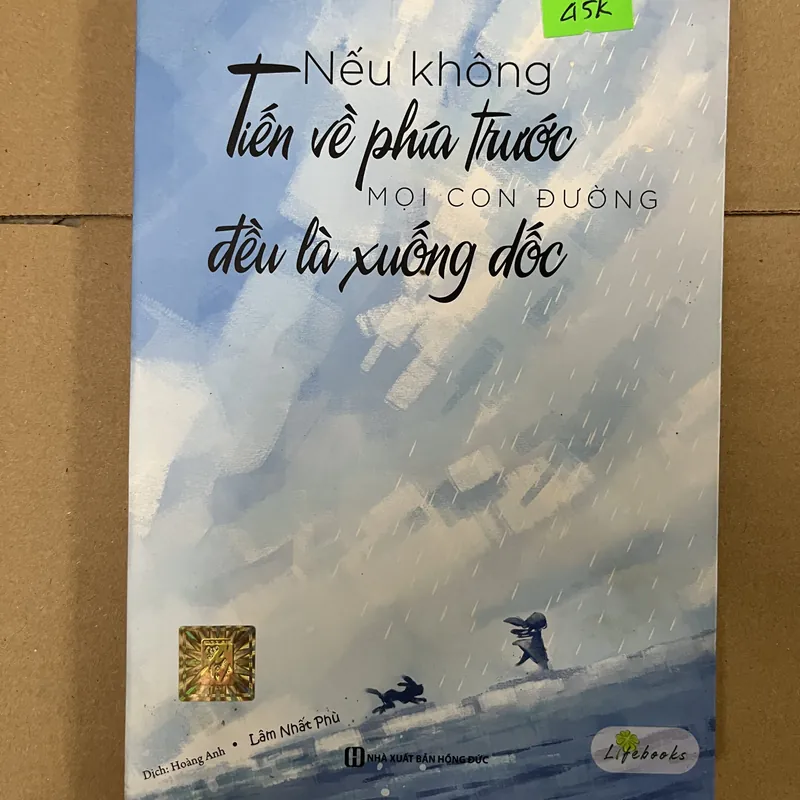 45K
Nếu không
Tiến về phía trước
MỌI CON ĐƯỜNG
đều là xuống dốc
Dịch: Hoàng Anh • Lâm Nhất Phù
NHÀ XUẤT BẢN HỒNG ĐỨC
Lifebooks